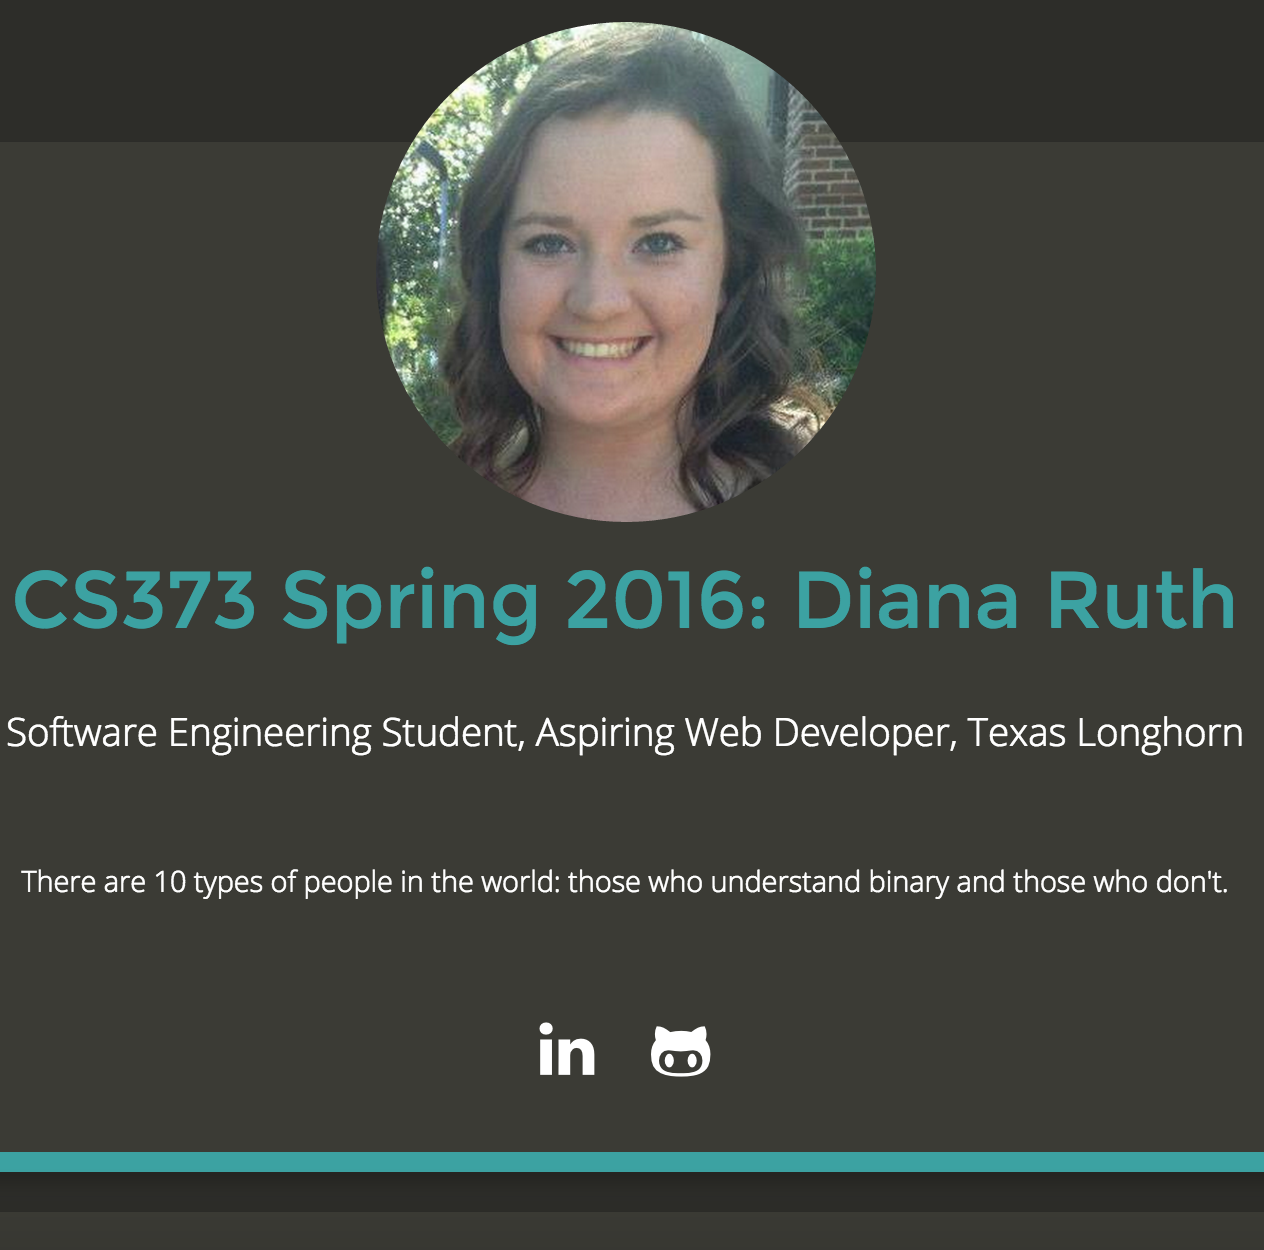 CS373 Spring 2016: Diana Ruth
Software Engineering Student, Aspiring Web Developer, Texas Longhorn
There are 10 types of people in the world: those who understand binary and those who don't.
in